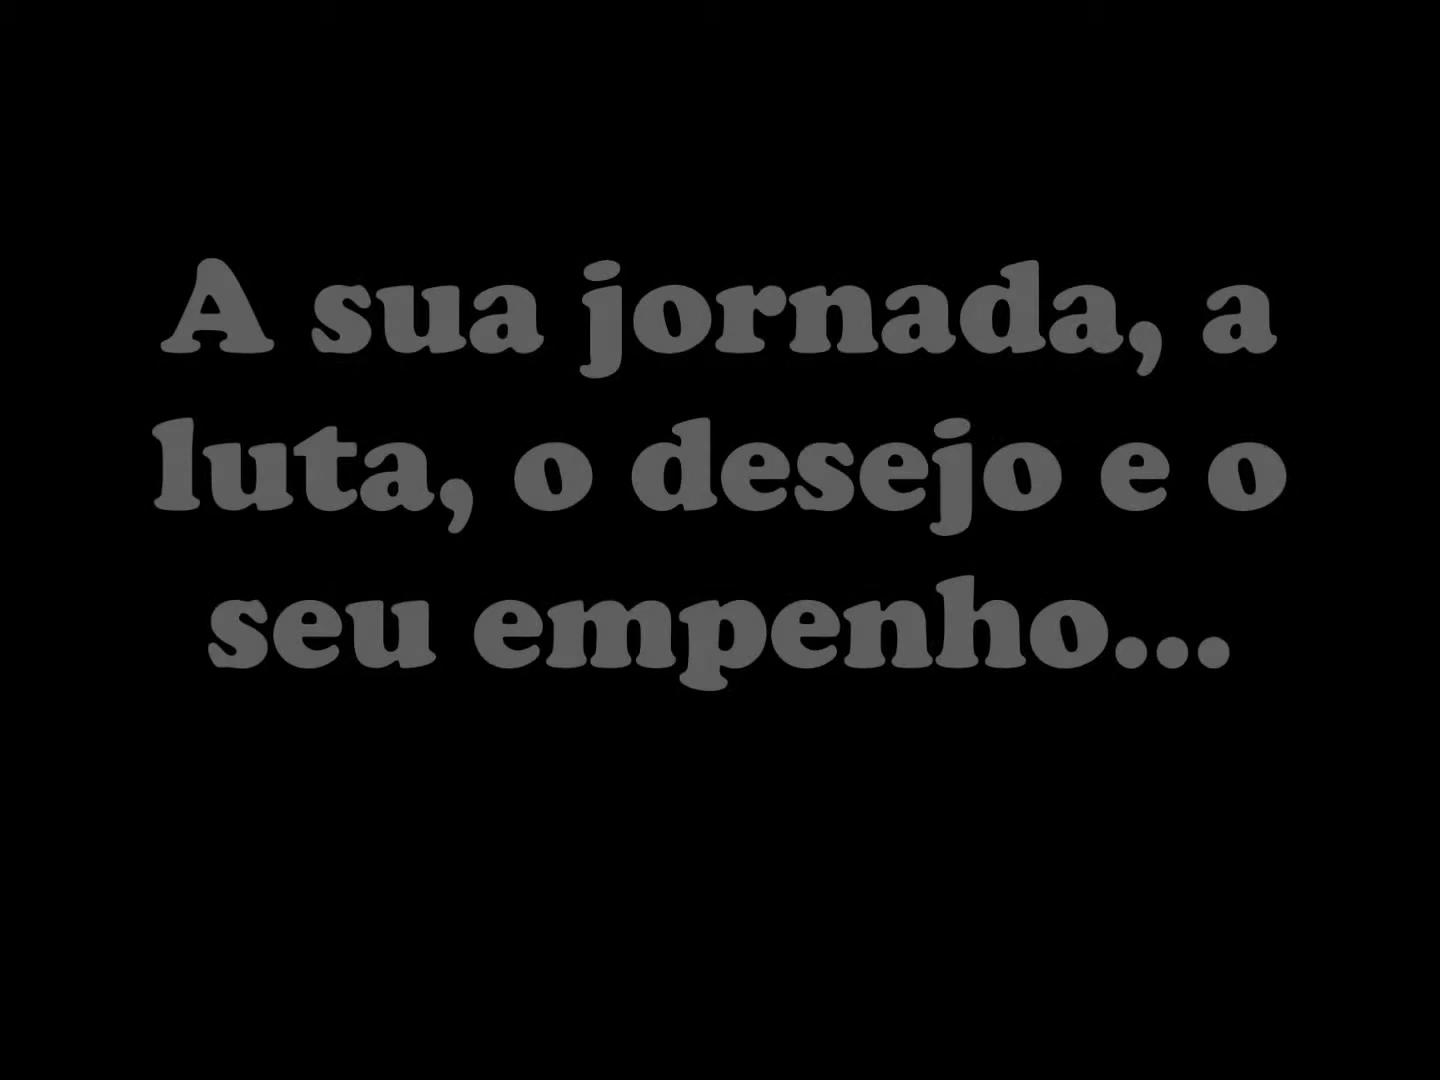 A sua jornada, a
luta, o desejo e o
seu empenho...